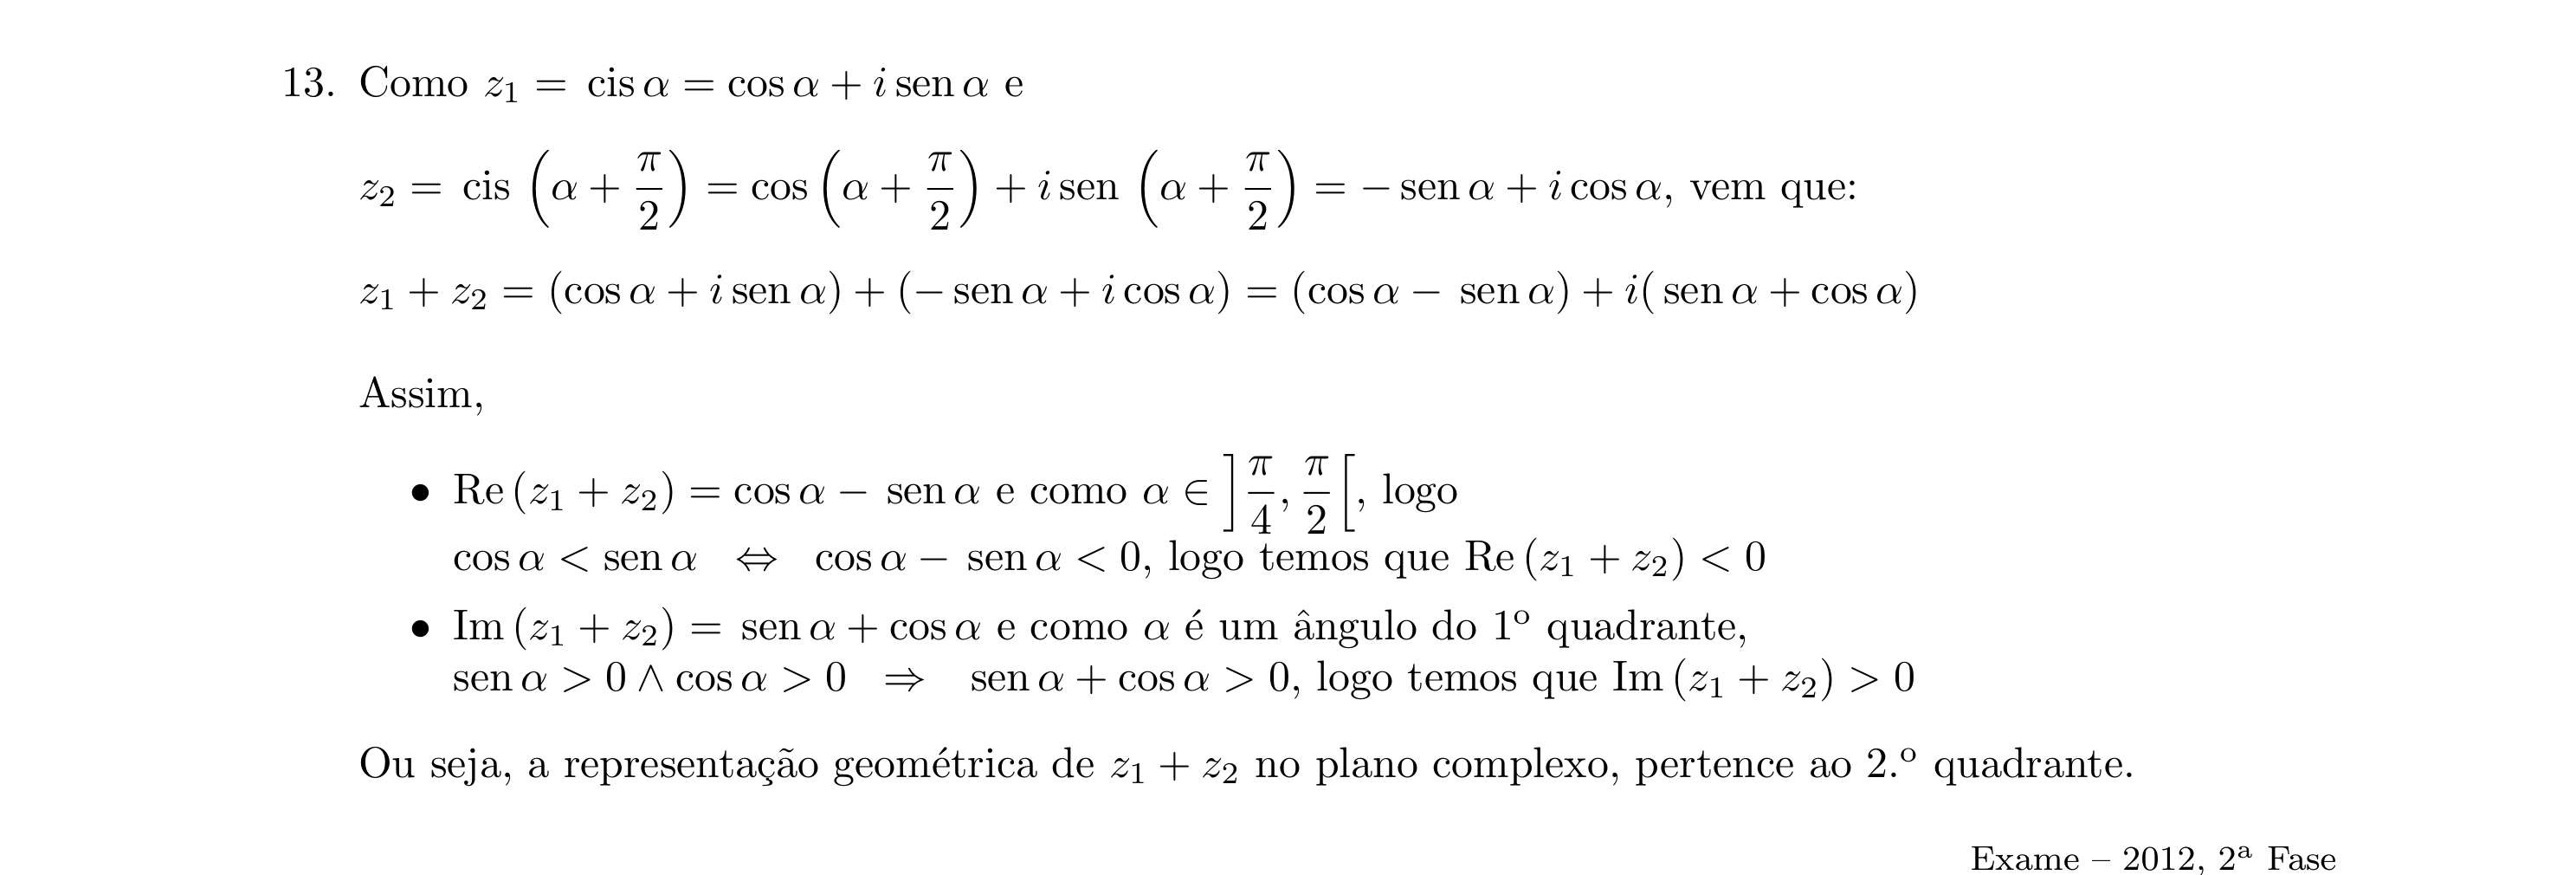 13. Como z₁ = cis α = cos α + i sen α e
z₂ = cis (α + π/2) = cos (α + π/2) + i sen (α + π/2) = − sen α + i cos α, vem que:
z₁ + z₂ = (cos α + i sen α) + (− sen α + i cos α) = (cos α − sen α) + i( sen α + cos α)
Assim,
• Re (z₁ + z₂) = cos α − sen α e como α ∈ ]π/4, π/2[, logo
cos α < sen α ⇔ cos α − sen α < 0, logo temos que Re (z₁ + z₂) < 0
• Im (z₁ + z₂) = sen α + cos α e como α é um ângulo do 1º quadrante,
sen α > 0 ∧ cos α > 0 ⇒ sen α + cos α > 0, logo temos que Im (z₁ + z₂) > 0
Ou seja, a representação geométrica de z₁ + z₂ no plano complexo, pertence ao 2.º quadrante.
Exame – 2012, 2ª Fase